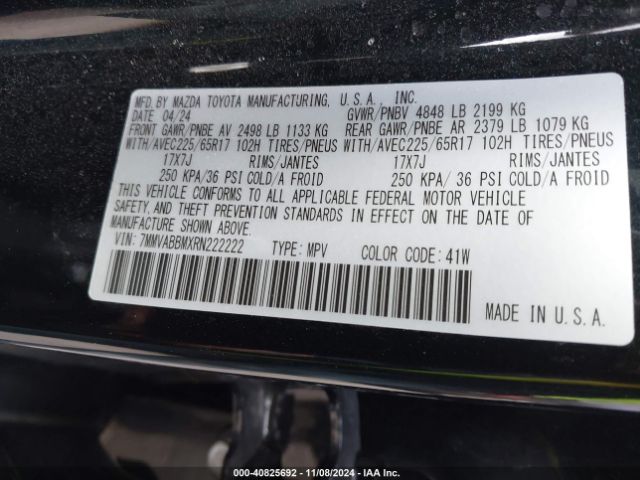 MFD. BY MAZDA TOYOTA MANUFACTURING, U.S.A. INC.
DATE 04/24 GVWR/PNBV 4848 LB 2199 KG
FRONT GAWR/PNBE AV 2498 LB 1133 KG REAR GAWR/PNBE AR 2379 LB 1079 KG
WITH/AVEC225/65R17 102H TIRES/PNEUS WITH/AVEC225/65R17 102H TIRES/PNEUS
17X7J RIMS/JANTES 17X7J RIMS/JANTES
250 KPA/36 PSI COLD/A FROID 250 KPA/ 36 PSI COLD/A FROID
THIS VEHICLE CONFORMS TO ALL APPLICABLE FEDERAL MOTOR VEHICLE
SAFETY, AND THEFT PREVENTION STANDARDS IN EFFECT ON THE DATE OF
MANUFACTURE SHOWN ABOVE.
VIN: 7MMVABBMXRN222222 TYPE: MPV COLOR CODE: 41W
MADE IN U.S.A.
000-40825692 - 11/08/2024 - IAA Inc.